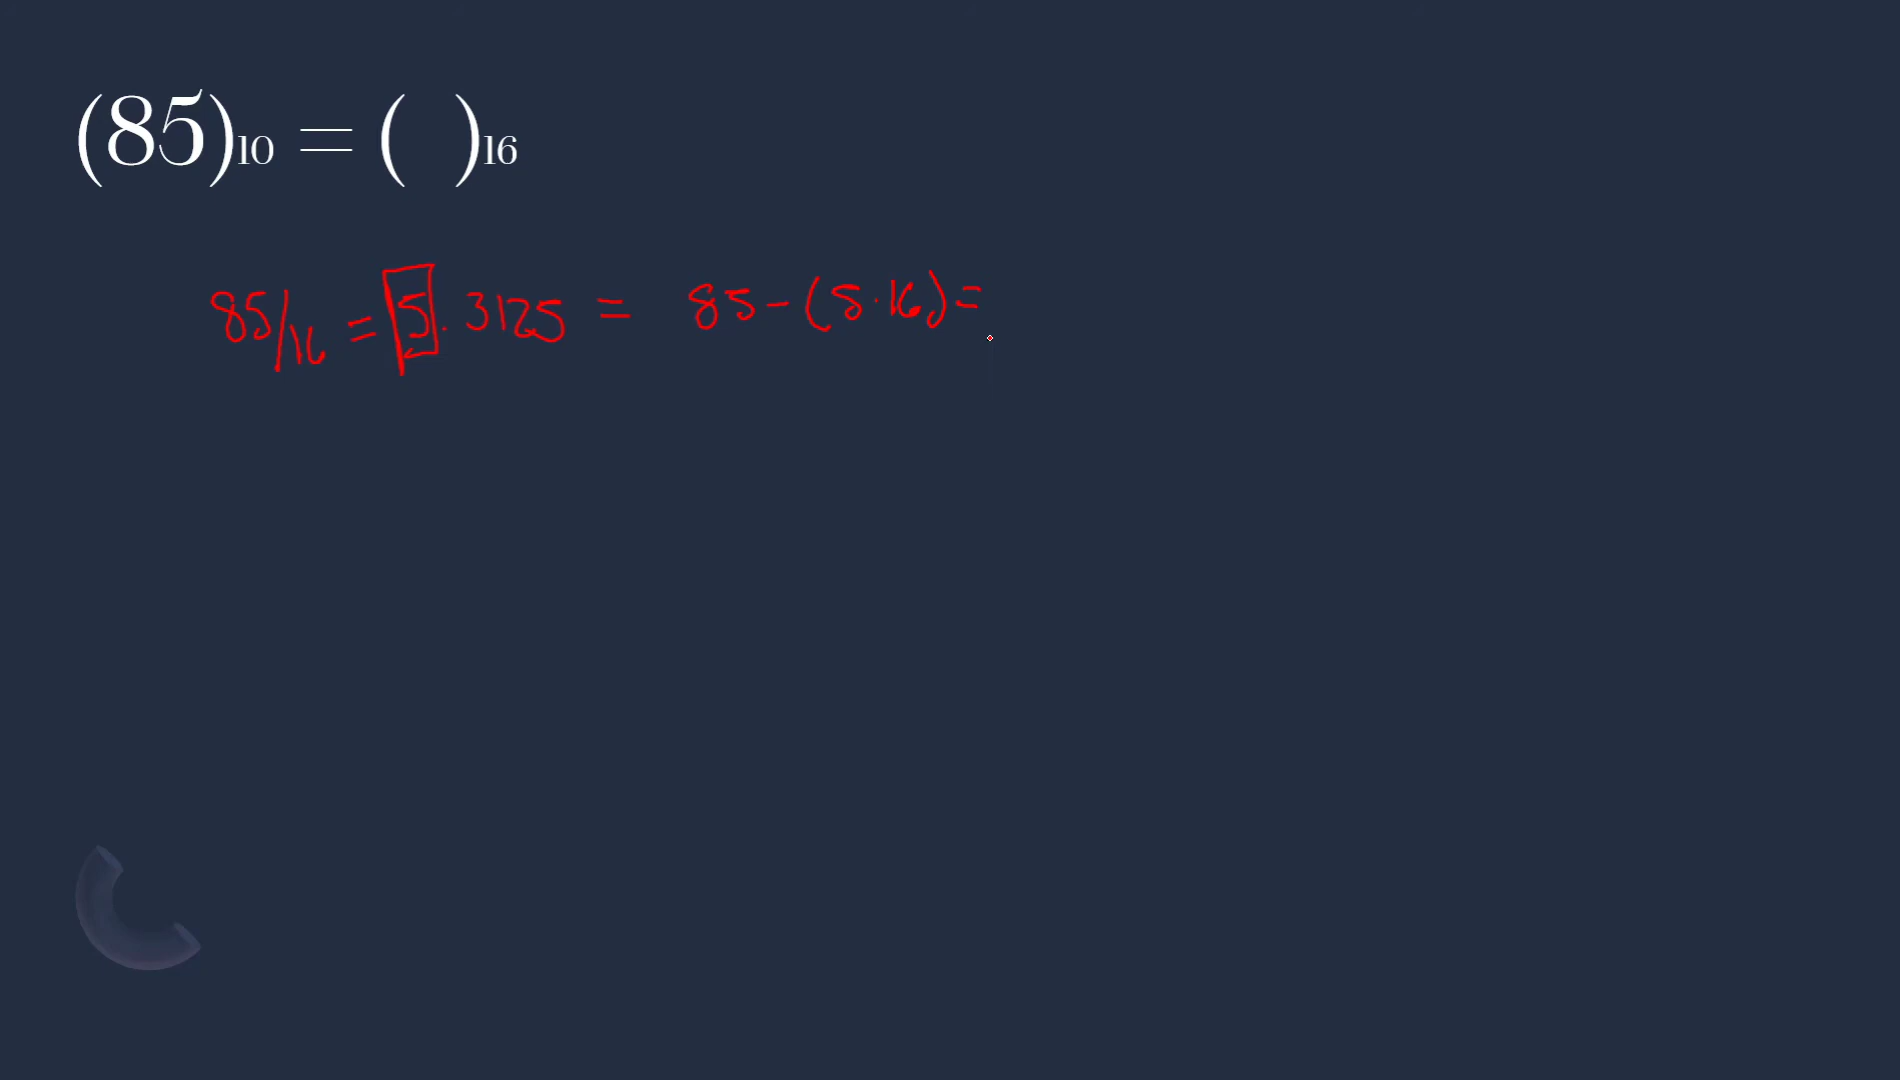 (85)10 = ( )16
85/16 = 5.3125 = 85-(5·16)=